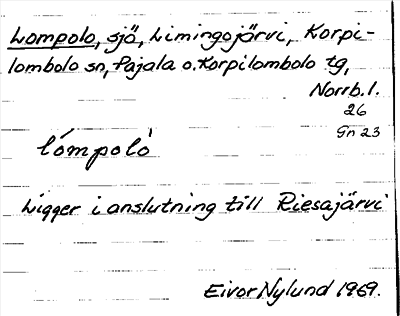 Lompolo, sjö, Limingojärvi, Korpi-
lombolo sn, Pajala o. Korpilombolo tg,
Norrb. l.
26
Gn 23
lómpolò
Ligger i anslutning till Riesajärvi
Eivor Nylund 1969.